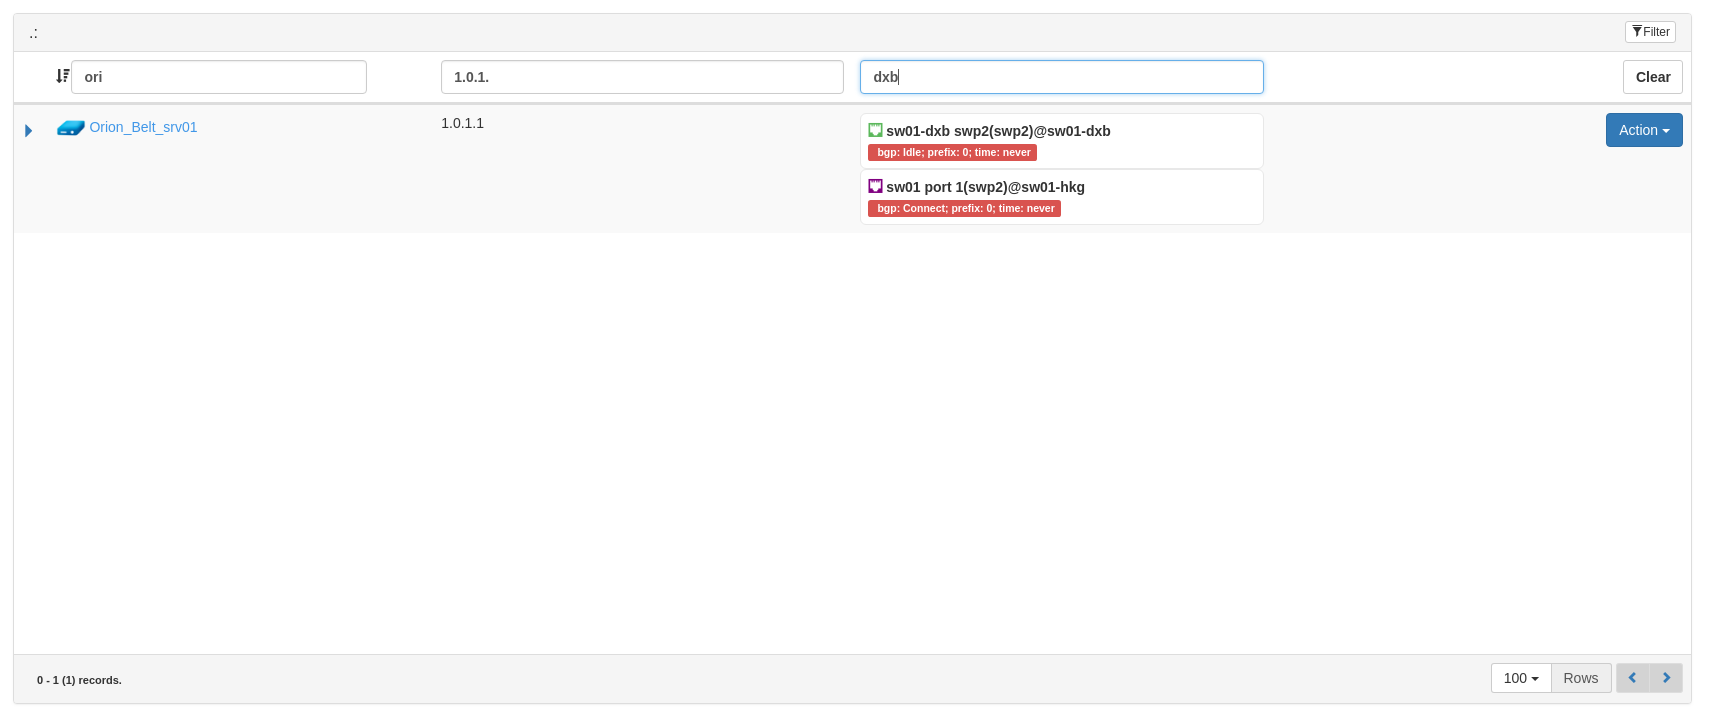 .:
Filter
ori
1.0.1.
dxb
Clear
Orion_Belt_srv01
1.0.1.1
sw01-dxb swp2(swp2)@sw01-dxb
bgp: Idle; prefix: 0; time: never
sw01 port 1(swp2)@sw01-hkg
bgp: Connect; prefix: 0; time: never
Action
0 - 1 (1) records.
100
Rows